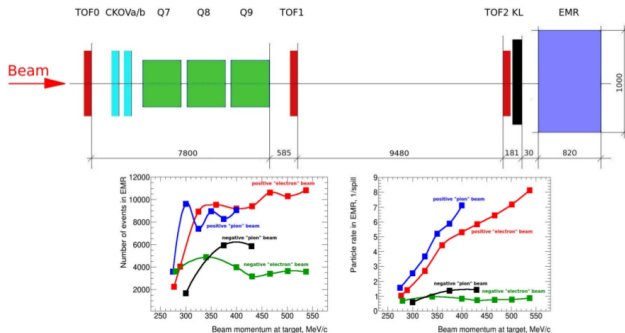 TOF0 CKOVa/b Q7 Q8 Q9 TOF1 TOF2 KL EMR
Beam
1000
7800 585 9480 181 30 820
Number of events in EMR
12000
10000
8000
6000
4000
2000
0
positive "electron" beam
positive "pion" beam
negative "pion" beam
negative "electron" beam
250 300 350 400 450 500 550
Beam momentum at target, MeV/c
Particle rate in EMR, 1/spill
9
8
7
6
5
4
3
2
1
0
positive "pion" beam
positive "electron" beam
negative "pion" beam
negative "electron" beam
250 300 350 400 450 500 550
Beam momentum at target, MeV/c